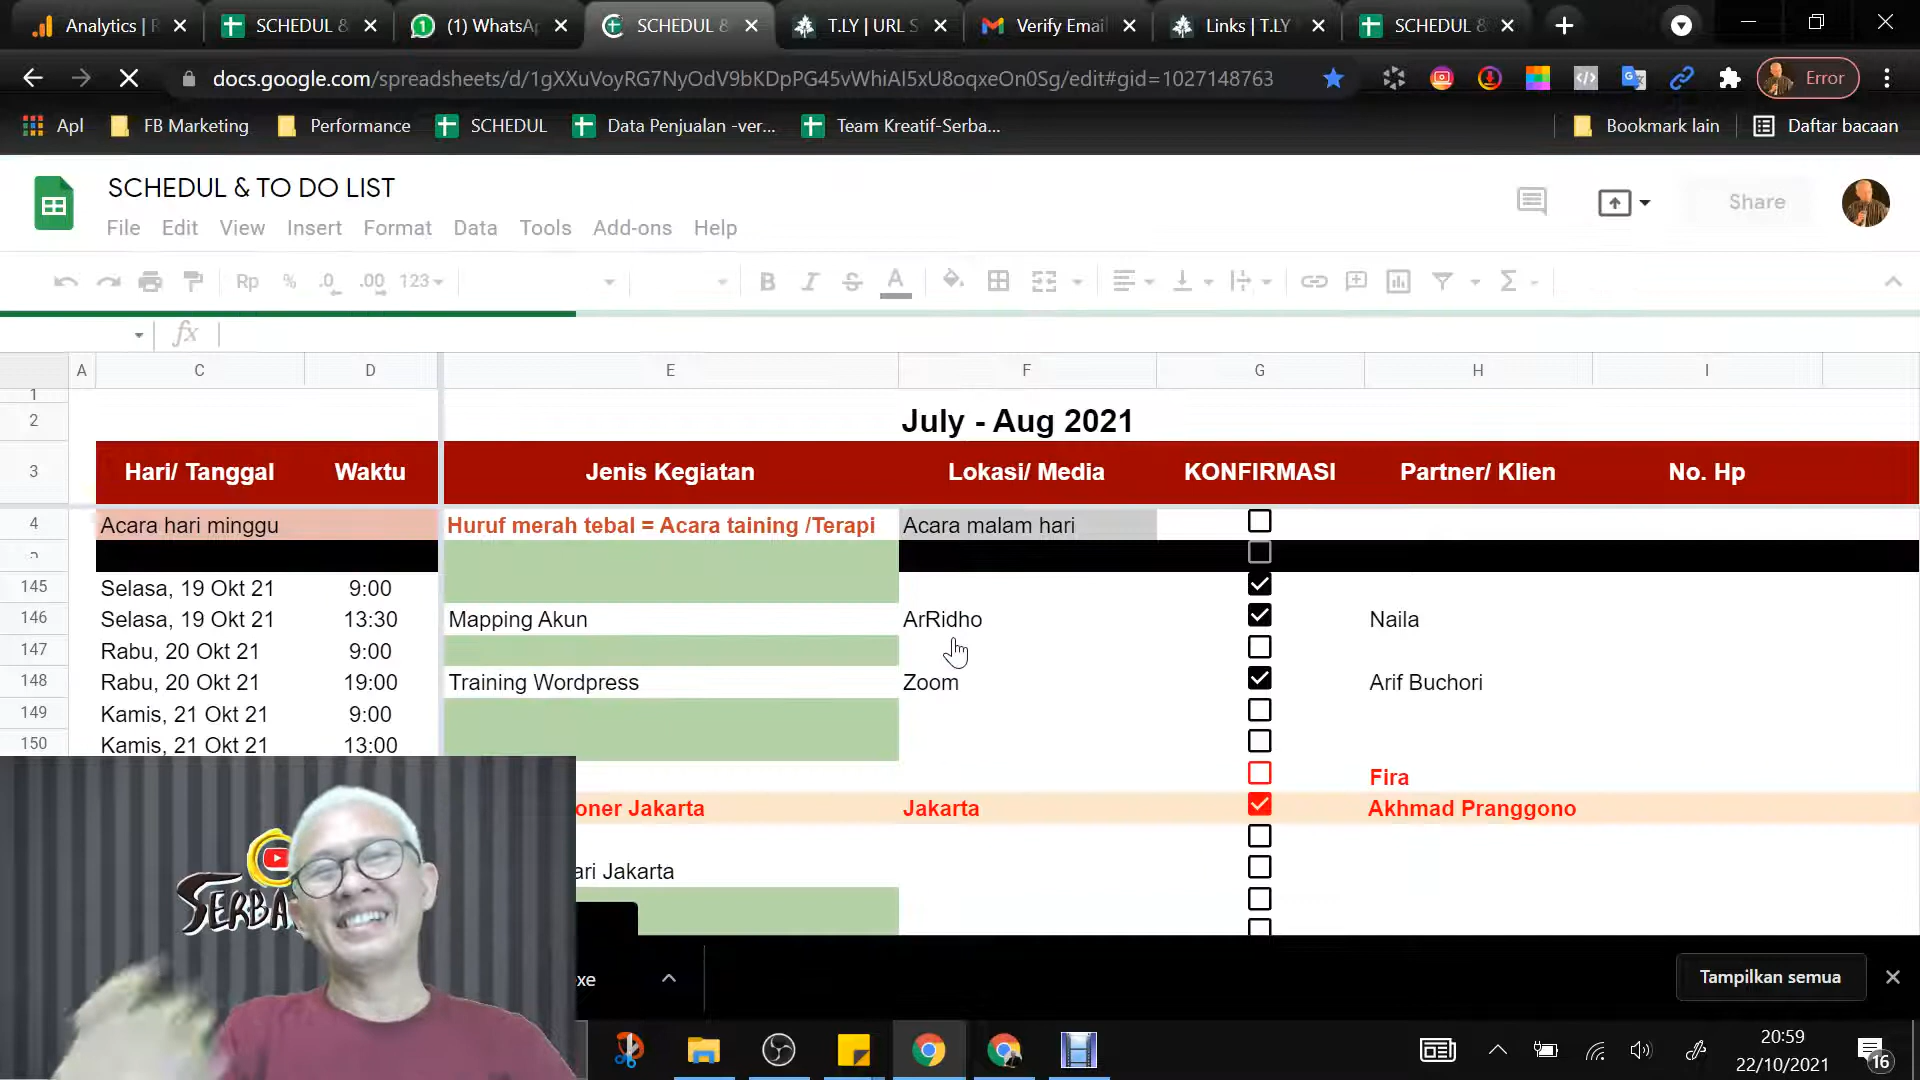 Analytics | R
SCHEDUL &
(1) WhatsA
SCHEDUL &
T.LY | URL S
Verify Email
Links | T.LY
SCHEDUL &
docs.google.com/spreadsheets/d/1gXXuVoyRG7NyOdV9bKDpPG45vWhiAI5xU8oqxeOn0Sg/edit#gid=1027148763
Error
Apl
FB Marketing
Performance
SCHEDUL
Data Penjualan -ver...
Team Kreatif-Serba...
Bookmark lain
Daftar bacaan
SCHEDUL & TO DO LIST
Share
File Edit View Insert Format Data Tools Add-ons Help
Rp % .0 .00 123
B I S A
fx
A C D E F G H I
1
2 July - Aug 2021
3 Hari/ Tanggal Waktu Jenis Kegiatan Lokasi/ Media KONFIRMASI Partner/ Klien No. Hp
4 Acara hari minggu Huruf merah tebal = Acara taining /Terapi Acara malam hari
145 Selasa, 19 Okt 21 9:00
146 Selasa, 19 Okt 21 13:30 Mapping Akun ArRidho Naila
147 Rabu, 20 Okt 21 9:00
148 Rabu, 20 Okt 21 19:00 Training Wordpress Zoom Arif Buchori
149 Kamis, 21 Okt 21 9:00
150 Kamis, 21 Okt 21 13:00
Fira
oner Jakarta Jakarta Akhmad Pranggono
ari Jakarta
SERBA
xe
Tampilkan semua
20:59
22/10/2021
16